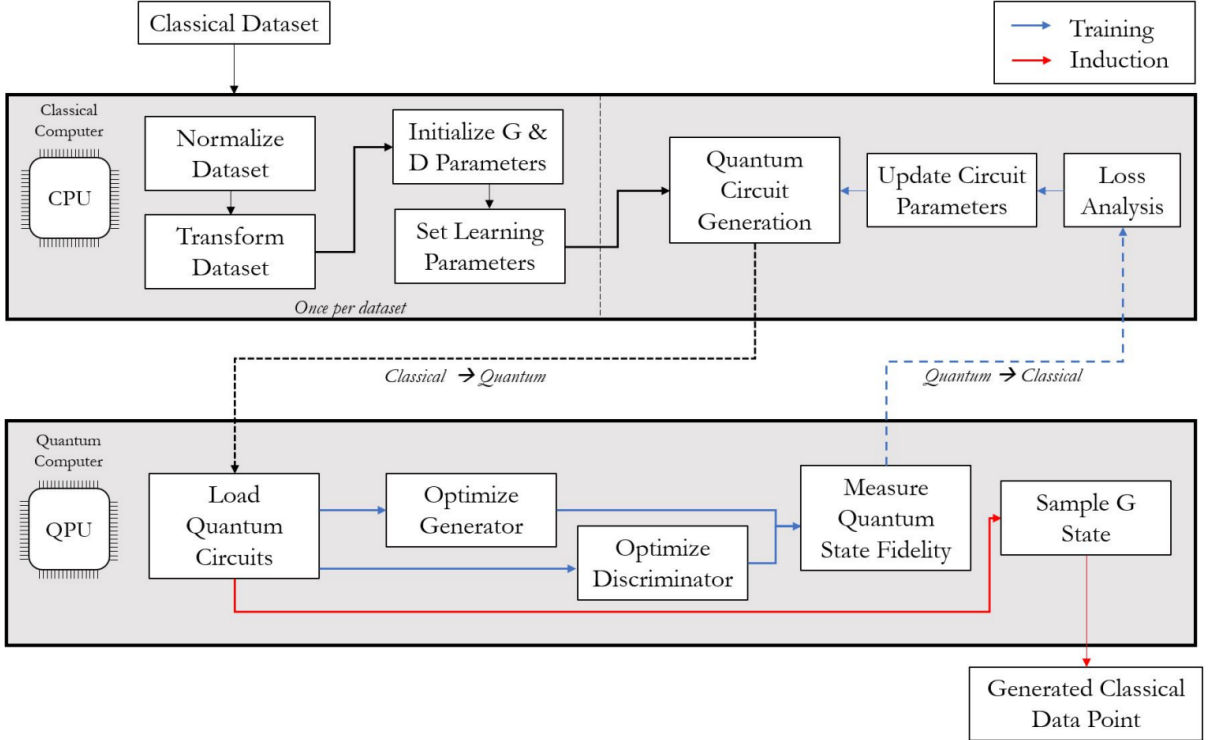 Classical Dataset
Training
Induction
Classical
Computer
CPU
Normalize
Dataset
Transform
Dataset
Initialize G &
D Parameters
Set Learning
Parameters
Once per dataset
Quantum
Circuit
Generation
Update Circuit
Parameters
Loss
Analysis
Classical → Quantum
Quantum → Classical
Quantum
Computer
QPU
Load
Quantum
Circuits
Optimize
Generator
Optimize
Discriminator
Measure
Quantum
State Fidelity
Sample G
State
Generated Classical
Data Point